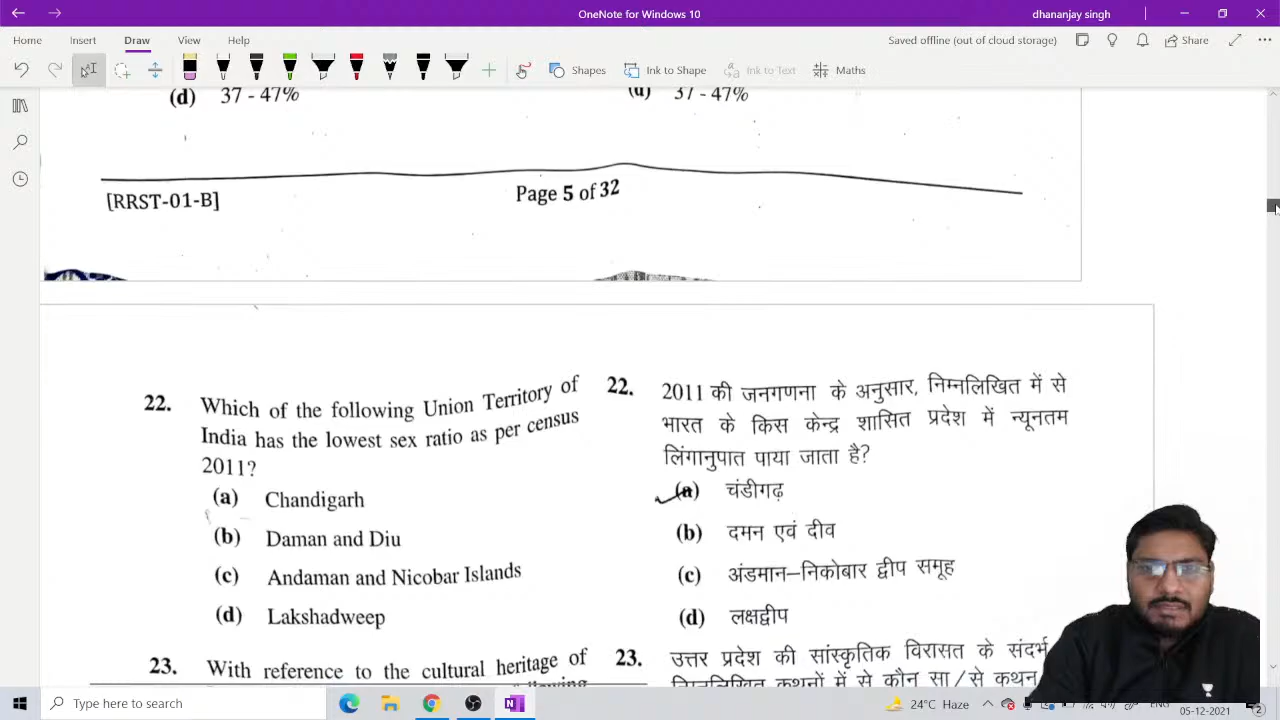 OneNote for Windows 10
dhananjay singh
Home Insert Draw View Help
Saved offline (out of cloud storage)
Share
Shapes
Ink to Shape
Ink to Text
Maths
(d) 37 - 47%
(d) 37 - 47%
[RRST-01-B]
Page 5 of 32
22. Which of the following Union Territory of
India has the lowest sex ratio as per census
2011?
(a) Chandigarh
(b) Daman and Diu
(c) Andaman and Nicobar Islands
(d) Lakshadweep
23. With reference to the cultural heritage of
22. 2011 की जनगणना के अनुसार, निम्नलिखित में से
भारत के किस केन्द्र शासित प्रदेश में न्यूनतम
लिंगानुपात पाया जाता है?
(a) चंडीगढ़
(b) दमन एवं दीव
(c) अंडमान–निकोबार द्वीप समूह
(d) लक्षद्वीप
23. उत्तर प्रदेश की सांस्कृतिक विरासत के संदर्भ
निम्नलिखित कथनों में से कौन सा/से कथन
Type here to search
24°C Haze
05-12-2021